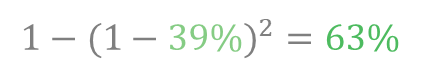 1 − (1 − 39%)² = 63%